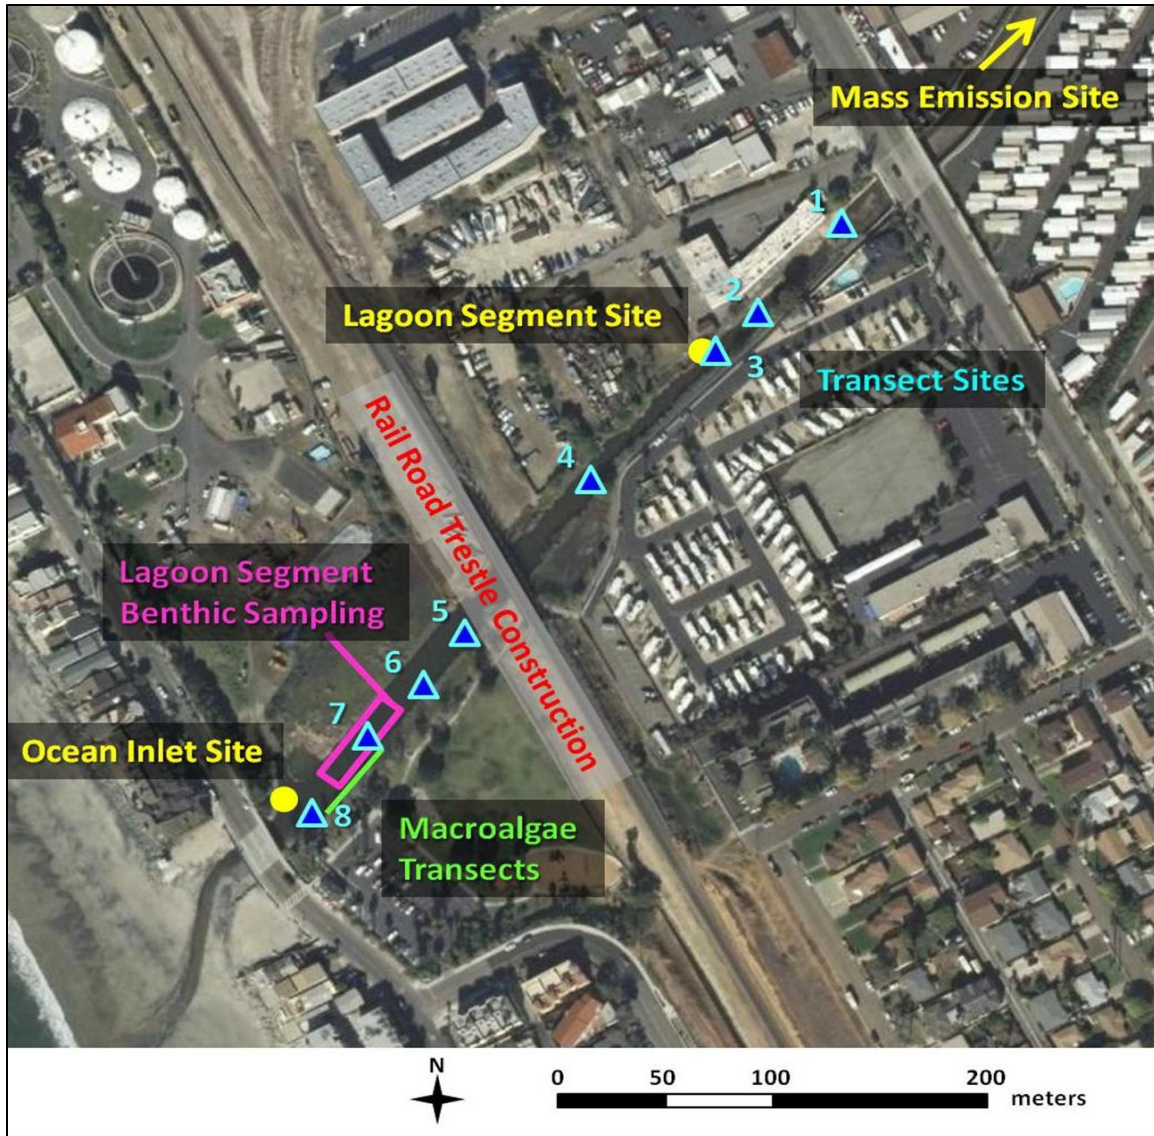 Mass Emission Site
1
2
Lagoon Segment Site
3
Transect Sites
4
Rail Road Trestle Construction
Lagoon Segment
Benthic Sampling
5
6
7
Ocean Inlet Site
8
Macroalgae
Transects
N
0 50 100 200
meters